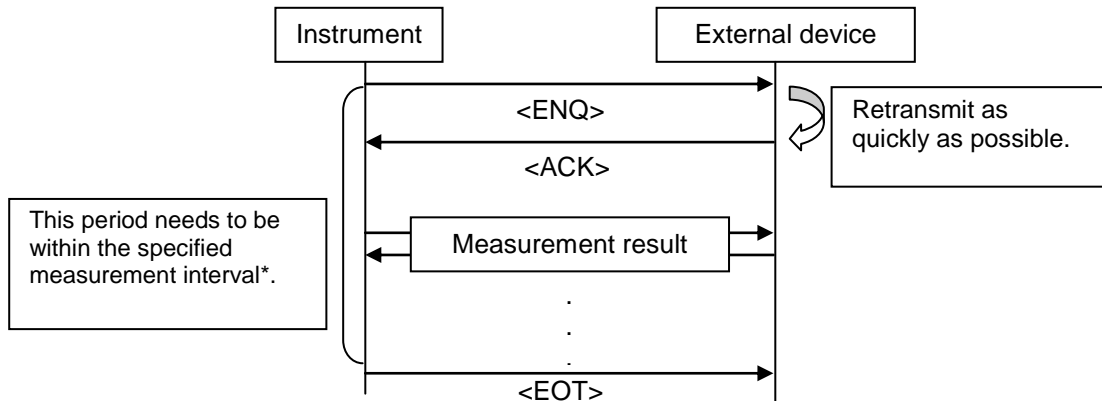 Instrument
External device
<ENQ>
Retransmit as
quickly as possible.
<ACK>
This period needs to be
within the specified
measurement interval*.
Measurement result
.
.
.
<EOT>